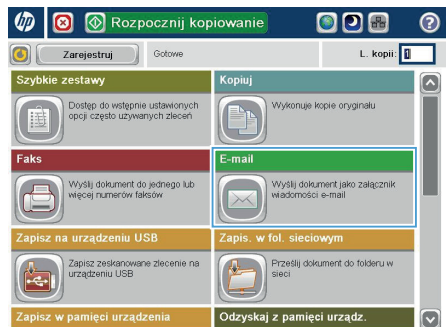 hp
Rozpocznij kopiowanie
?
Zarejestruj
Gotowe
L. kopii: 1
Szybkie zestawy
Dostęp do wstępnie ustawionych
opcji często używanych zleceń
Kopiuj
Wykonuje kopie oryginału
Faks
Wyślij dokument do jednego lub
więcej numerów faksów
E-mail
Wyślij dokument jako załącznik
wiadomości e-mail
Zapisz na urządzeniu USB
Zapisz zeskanowane zlecenie na
urządzeniu USB
Zapis. w fol. sieciowym
Prześlij dokument do folderu w
sieci
Zapisz w pamięci urządzenia
Odzyskaj z pamięci urządz.